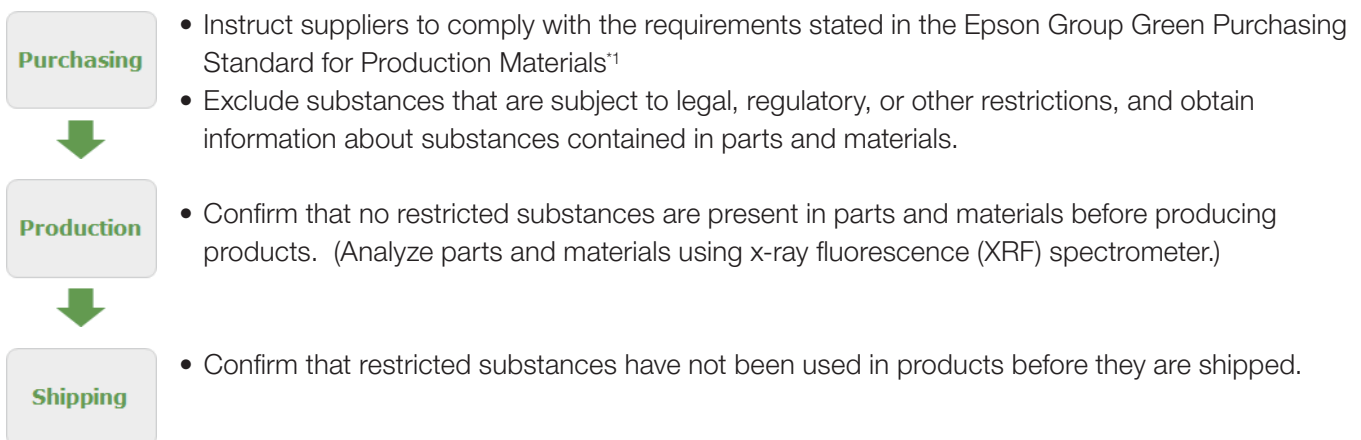 Purchasing
• Instruct suppliers to comply with the requirements stated in the Epson Group Green Purchasing
Standard for Production Materials*1
• Exclude substances that are subject to legal, regulatory, or other restrictions, and obtain
information about substances contained in parts and materials.
Production
• Confirm that no restricted substances are present in parts and materials before producing
products.  (Analyze parts and materials using x-ray fluorescence (XRF) spectrometer.)
Shipping
• Confirm that restricted substances have not been used in products before they are shipped.